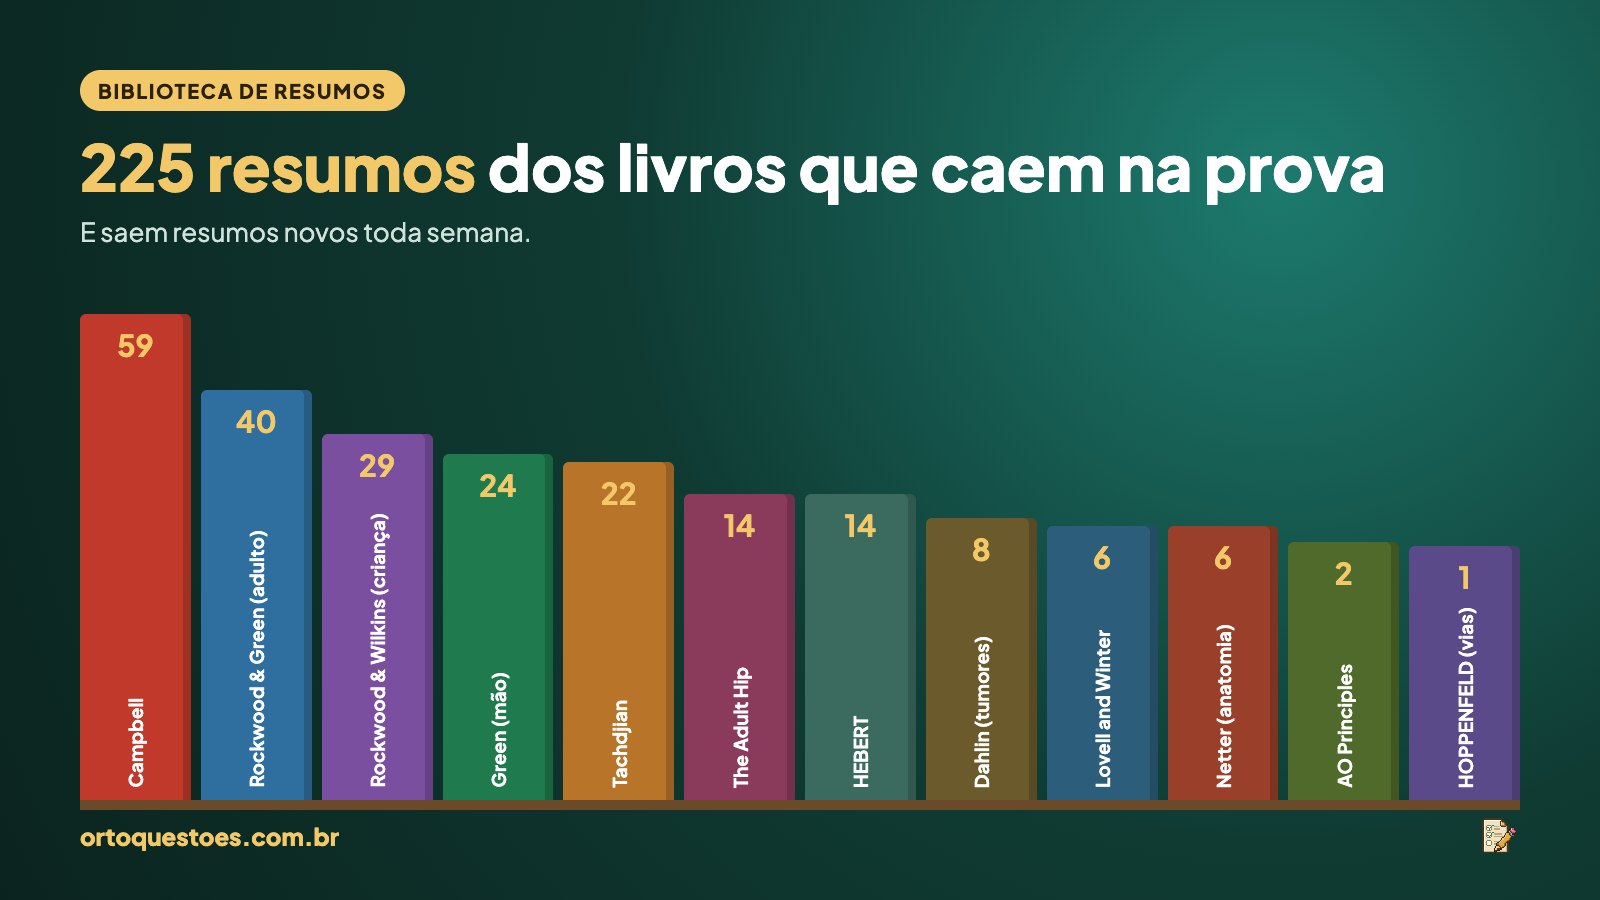 BIBLIOTECA DE RESUMOS
225 resumos dos livros que caem na prova
E saem resumos novos toda semana.
59
Campbell
40
Rockwood & Green (adulto)
29
Rockwood & Wilkins (criança)
24
Green (mão)
22
Tachdjian
14
The Adult Hip
14
HEBERT
8
Dahlin (tumores)
6
Lovell and Winter
6
Netter (anatomia)
2
AO Principles
1
HOPPENFELD (vias)
ortoquestoes.com.br